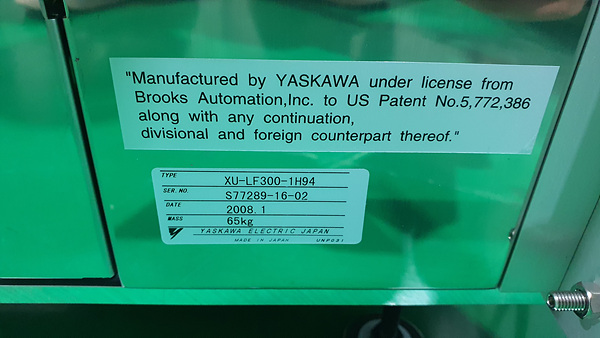 "Manufactured by YASKAWA under license from
Brooks Automation,Inc. to US Patent No.5,772,386
along with any continuation,
divisional and foreign counterpart thereof."
TYPE XU-LF300-1H94
SER.NO. S77289-16-02
DATE 2008.1
MASS 65kg
YASKAWA ELECTRIC JAPAN
MADE IN JAPAN UNP031